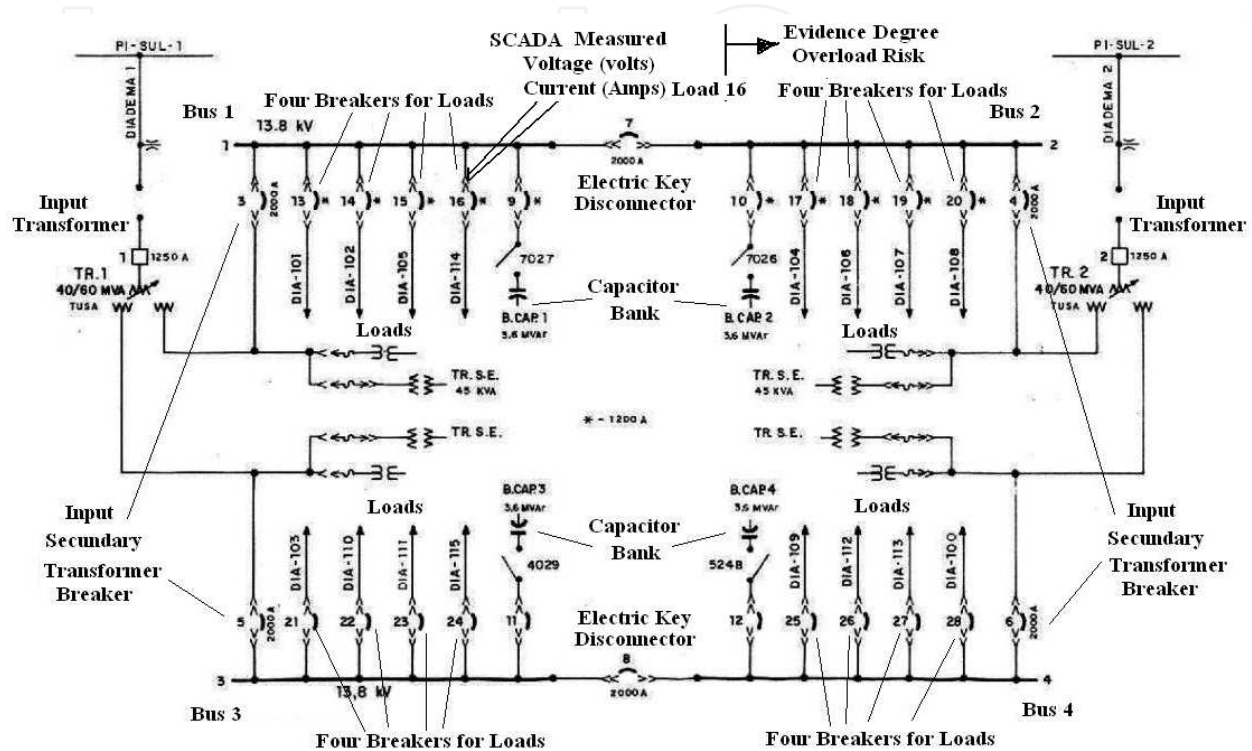 SCADA Measured
Voltage (volts)
Current (Amps) Load 16
Evidence Degree
Overload Risk
PI-SUL-1
PI-SUL-2
DIADEMA 1
DIADEMA 2
Bus 1
Four Breakers for Loads
Four Breakers for Loads
Bus 2
13.8 kV
1
7
2000 A
2
Electric Key
Disconnector
3
2000 A
13
*
14
*
15
*
16
*
9
*
10
*
17
*
18
*
19
*
20
*
4
2000 A
Input
Transformer
Input
Transformer
1
1250 A
2
1250 A
TR.1
40/60 MVA
TUSA
TR.2
40/60 MVA
TUSA
DIA-101
DIA-102
DIA-105
DIA-114
7027
7026
DIA-104
DIA-106
DIA-107
DIA-108
B.CAP.1
3,6 MVAr
Capacitor
Bank
B.CAP.2
3,6 MVAr
Loads
Loads
TR. S.E.
45 KVA
TR. S.E.
45 KVA
* - 1200 A
TR. S.E.
TR. S.E.
Loads
Loads
B.CAP.3
3,6 MVAr
Capacitor
Bank
B.CAP.4
3,6 MVAr
Input
Secundary
Transformer
Breaker
Input
Secundary
Transformer
Breaker
DIA-103
DIA-110
DIA-111
DIA-115
4029
5248
DIA-109
DIA-112
DIA-113
DIA-100
5
2000 A
21
22
23
24
11
Electric Key
Disconnector
12
25
26
27
28
6
2000 A
3
13,8 kV
8
2000 A
4
Bus 3
Bus 4
Four Breakers for Loads
Four Breakers for Loads